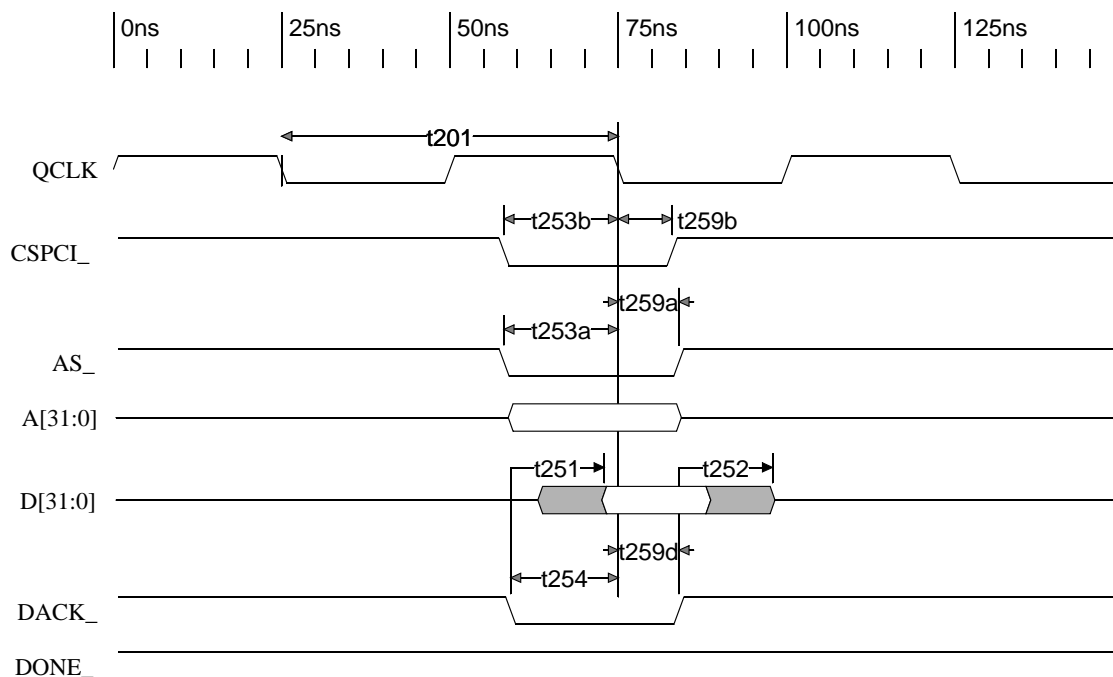 0ns 25ns 50ns 75ns 100ns 125ns
t201
QCLK
t253b t259b
CSPCI_
t259a
t253a
AS_
A[31:0]
t251 t252
D[31:0]
t259d
t254
DACK_
DONE_